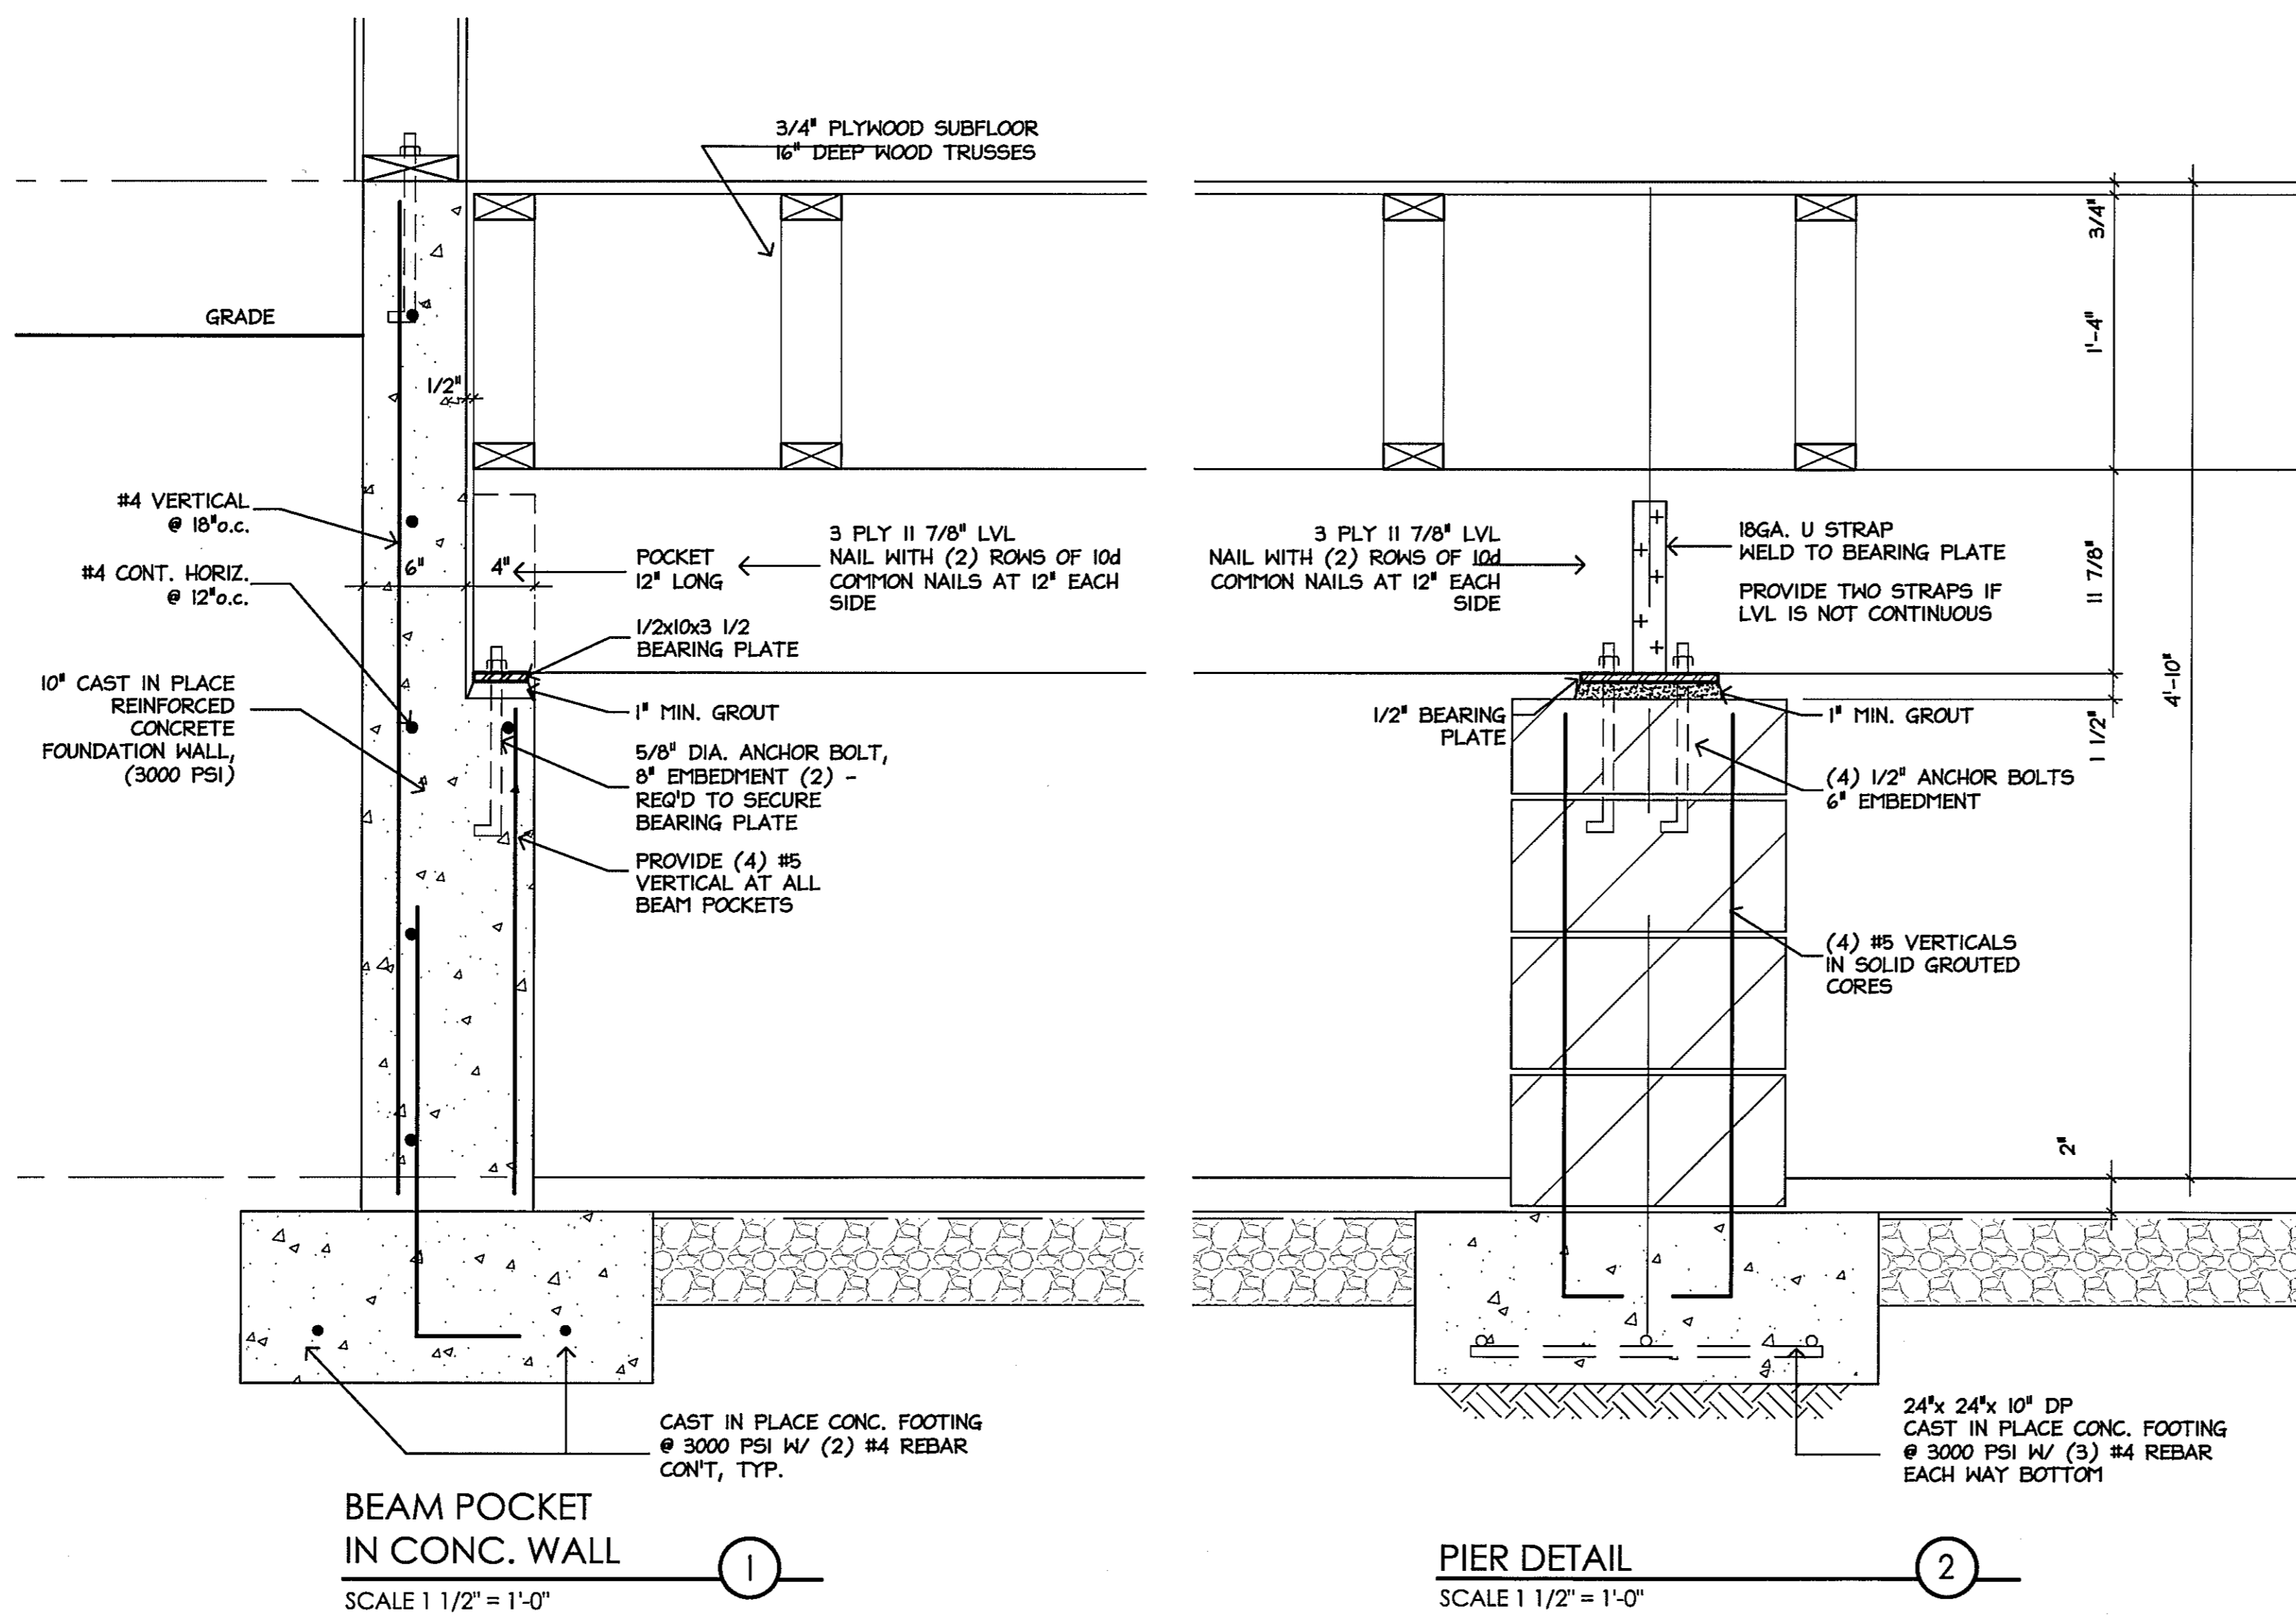 3/4" PLYWOOD SUBFLOOR
16" DEEP WOOD TRUSSES
GRADE
1/2"
#4 VERTICAL
@ 18"o.c.
#4 CONT. HORIZ.
@ 12"o.c.
10" CAST IN PLACE
REINFORCED
CONCRETE
FOUNDATION WALL,
(3000 PSI)
6"
4"
POCKET
12" LONG
3 PLY 11 7/8" LVL
NAIL WITH (2) ROWS OF 10d
COMMON NAILS AT 12" EACH
SIDE
1/2x10x3 1/2
BEARING PLATE
1" MIN. GROUT
5/8" DIA. ANCHOR BOLT,
8" EMBEDMENT (2) -
REQ'D TO SECURE
BEARING PLATE
PROVIDE (4) #5
VERTICAL AT ALL
BEAM POCKETS
CAST IN PLACE CONC. FOOTING
@ 3000 PSI W/ (2) #4 REBAR
CON'T, TYP.
BEAM POCKET
IN CONC. WALL
1
SCALE 1 1/2" = 1'-0"
3 PLY 11 7/8" LVL
NAIL WITH (2) ROWS OF 10d
COMMON NAILS AT 12" EACH
SIDE
18GA. U STRAP
WELD TO BEARING PLATE
PROVIDE TWO STRAPS IF
LVL IS NOT CONTINUOUS
1/2" BEARING
PLATE
1" MIN. GROUT
(4) 1/2" ANCHOR BOLTS
6" EMBEDMENT
(4) #5 VERTICALS
IN SOLID GROUTED
CORES
3/4"
1'-4"
11 7/8"
1 1/2"
4'-10"
2"
24"x 24"x 10" DP
CAST IN PLACE CONC. FOOTING
@ 3000 PSI W/ (3) #4 REBAR
EACH WAY BOTTOM
PIER DETAIL
2
SCALE 1 1/2" = 1'-0"